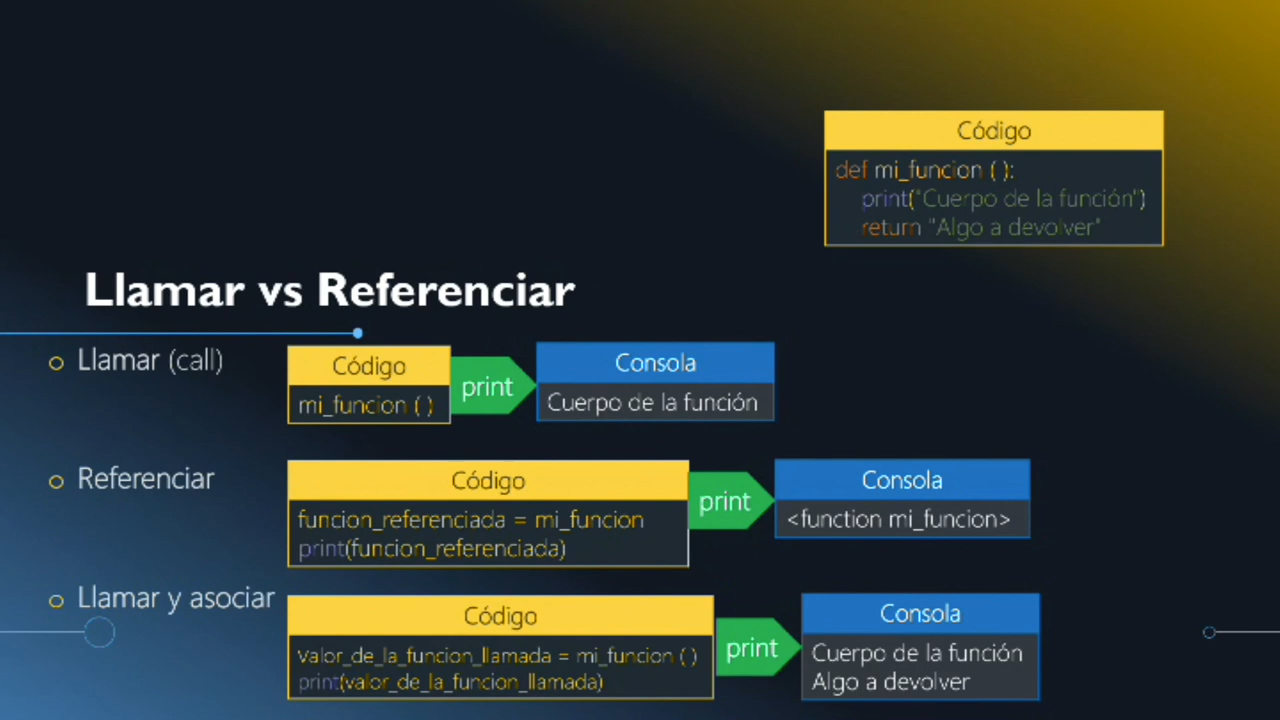 Código
def mi_funcion ( ):
print("Cuerpo de la función")
return "Algo a devolver"
Llamar vs Referenciar
Llamar (call)
Código
mi_funcion ( )
print
Consola
Cuerpo de la función
Referenciar
Código
funcion_referenciada = mi_funcion
print(funcion_referenciada)
print
Consola
<function mi_funcion>
Llamar y asociar
Código
valor_de_la_funcion_llamada = mi_funcion ( )
print(valor_de_la_funcion_llamada)
print
Consola
Cuerpo de la función
Algo a devolver